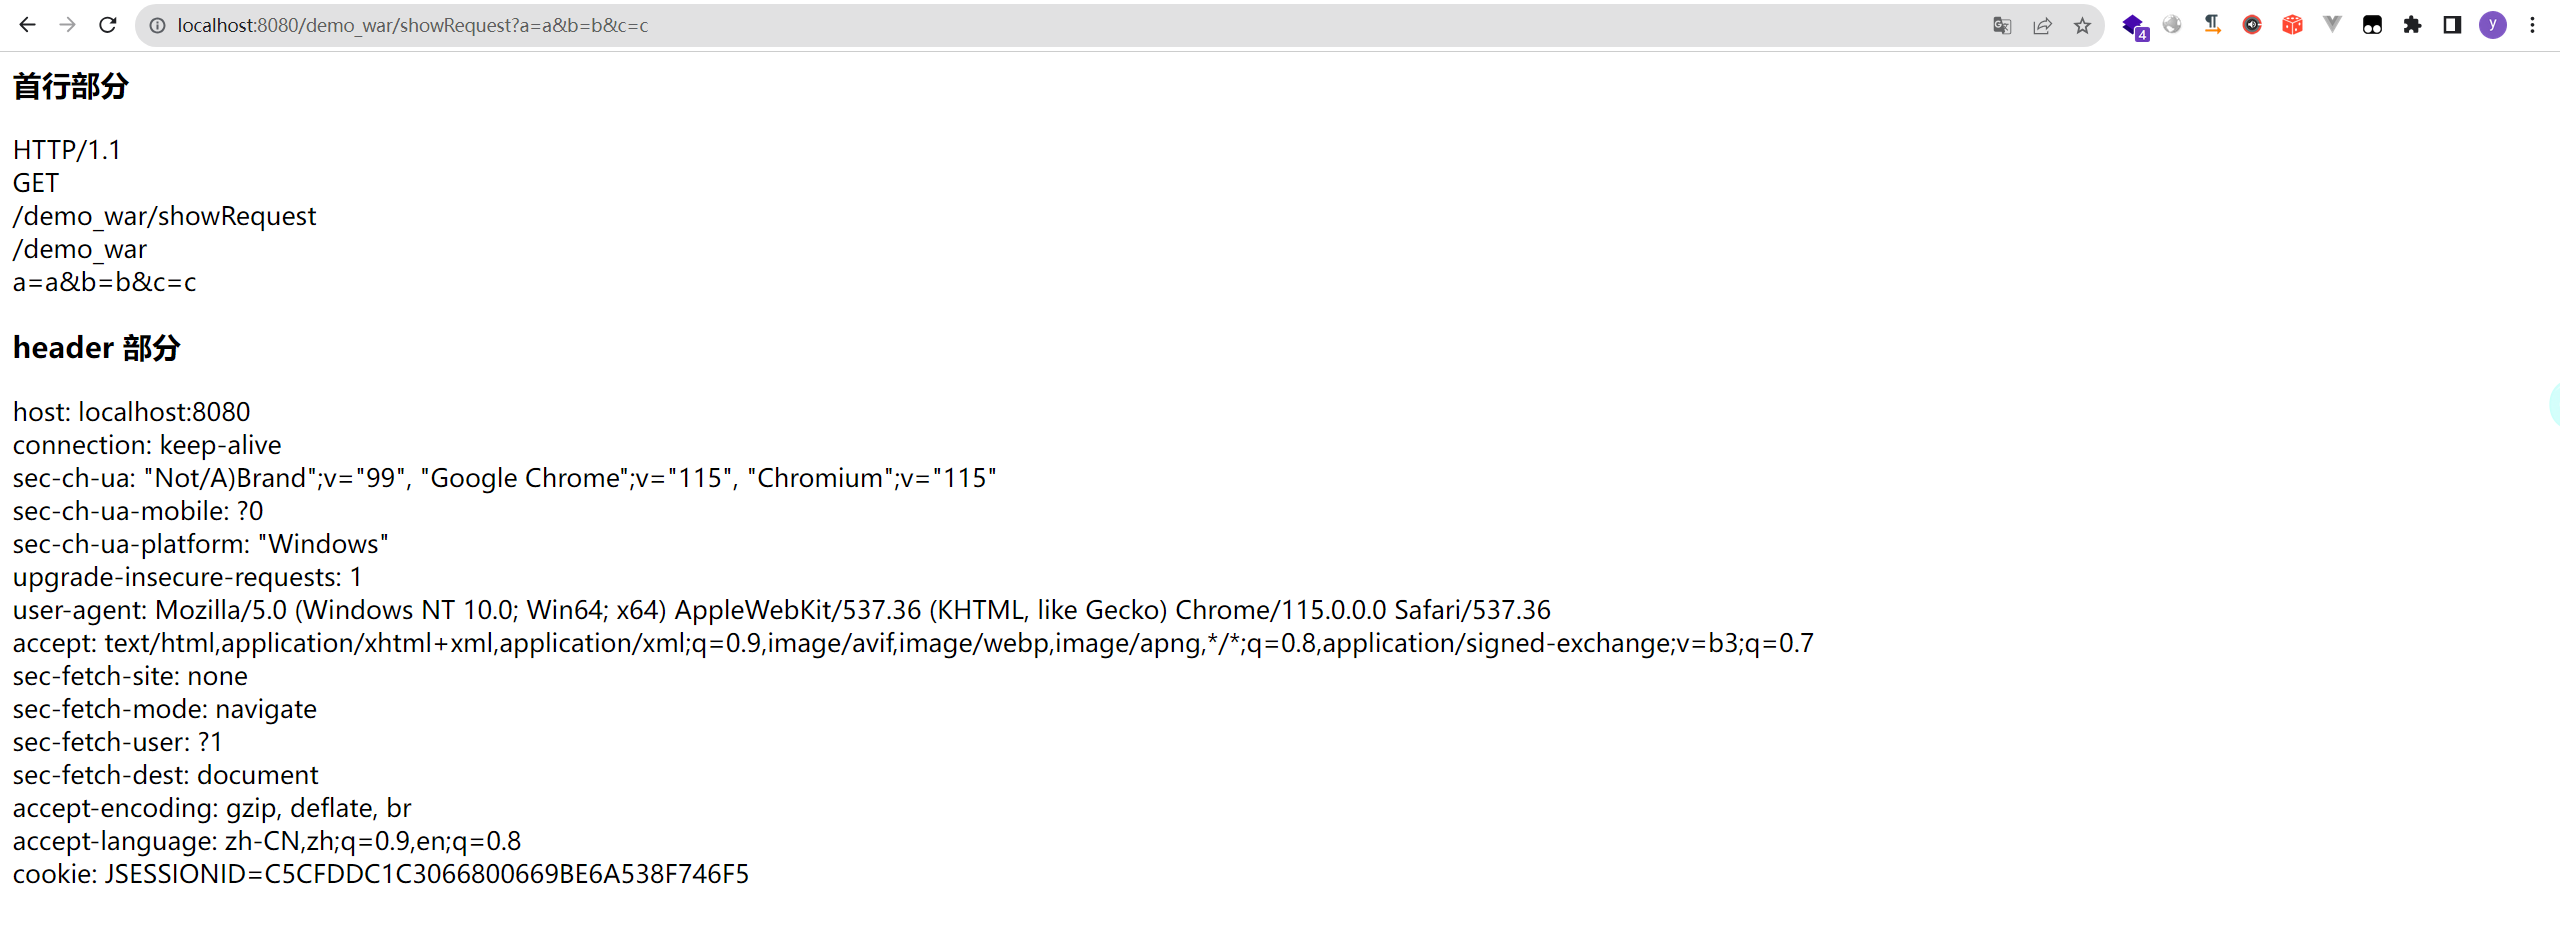 localhost:8080/demo_war/showRequest?a=a&b=b&c=c
4
y
首行部分
HTTP/1.1
GET
/demo_war/showRequest
/demo_war
a=a&b=b&c=c
header 部分
host: localhost:8080
connection: keep-alive
sec-ch-ua: "Not/A)Brand";v="99", "Google Chrome";v="115", "Chromium";v="115"
sec-ch-ua-mobile: ?0
sec-ch-ua-platform: "Windows"
upgrade-insecure-requests: 1
user-agent: Mozilla/5.0 (Windows NT 10.0; Win64; x64) AppleWebKit/537.36 (KHTML, like Gecko) Chrome/115.0.0.0 Safari/537.36
accept: text/html,application/xhtml+xml,application/xml;q=0.9,image/avif,image/webp,image/apng,*/*;q=0.8,application/signed-exchange;v=b3;q=0.7
sec-fetch-site: none
sec-fetch-mode: navigate
sec-fetch-user: ?1
sec-fetch-dest: document
accept-encoding: gzip, deflate, br
accept-language: zh-CN,zh;q=0.9,en;q=0.8
cookie: JSESSIONID=C5CFDDC1C3066800669BE6A538F746F5